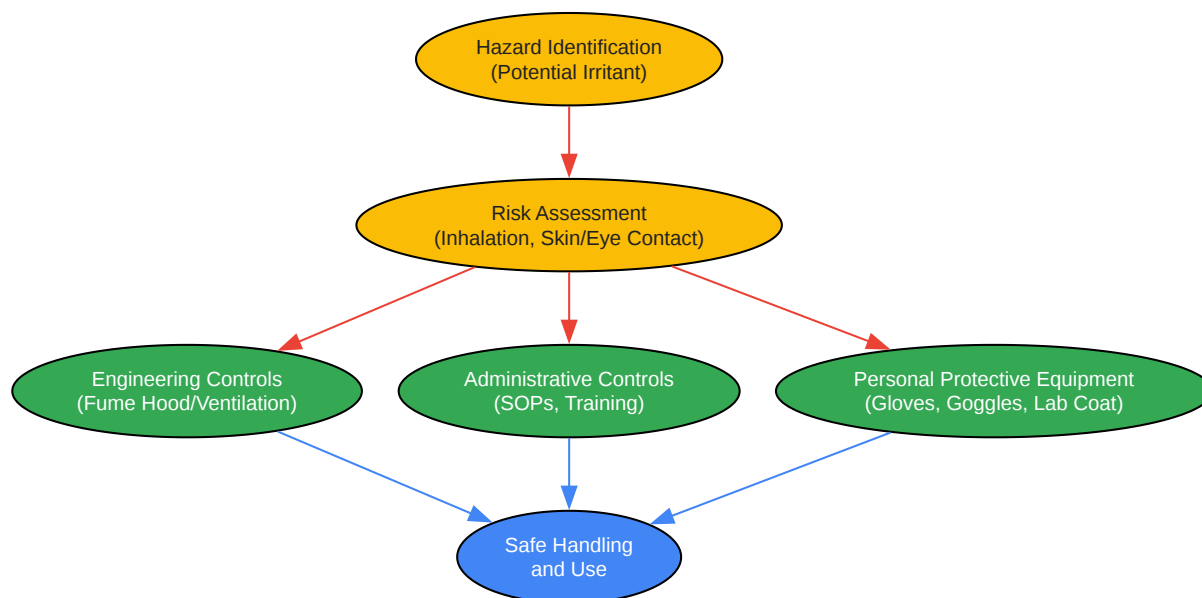 Hazard Identification
(Potential Irritant)
Risk Assessment
(Inhalation, Skin/Eye Contact)
Engineering Controls
(Fume Hood/Ventilation)
Administrative Controls
(SOPs, Training)
Personal Protective Equipment
(Gloves, Goggles, Lab Coat)
Safe Handling
and Use